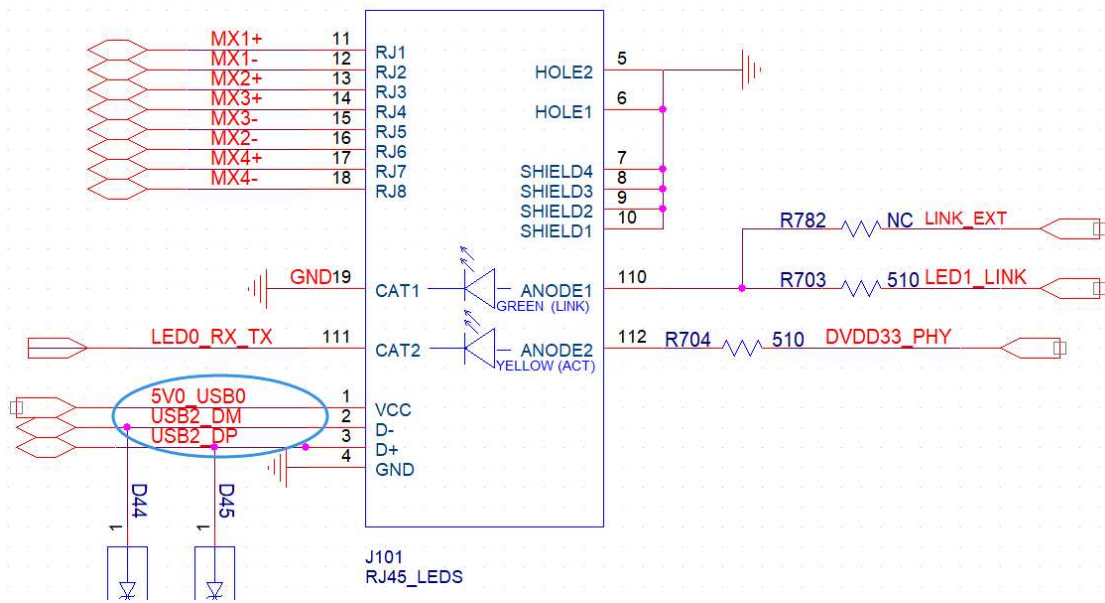 MX1+ 11 RJ1
MX1- 12 RJ2
MX2+ 13 RJ3
MX3+ 14 RJ4
MX3- 15 RJ5
MX2- 16 RJ6
MX4+ 17 RJ7
MX4- 18 RJ8
HOLE2 5
HOLE1 6
SHIELD4 7
SHIELD3 8
SHIELD2 9
SHIELD1 10
R782 NC LINK_EXT
GND 19 CAT1
ANODE1 110 R703 510 LED1_LINK
GREEN (LINK)
LED0_RX_TX 111 CAT2
ANODE2 112 R704 510 DVDD33_PHY
YELLOW (ACT)
5V0_USB0 1 VCC
USB2_DM 2 D-
USB2_DP 3 D+
4 GND
D44 1
D45 1
J101
RJ45_LEDS